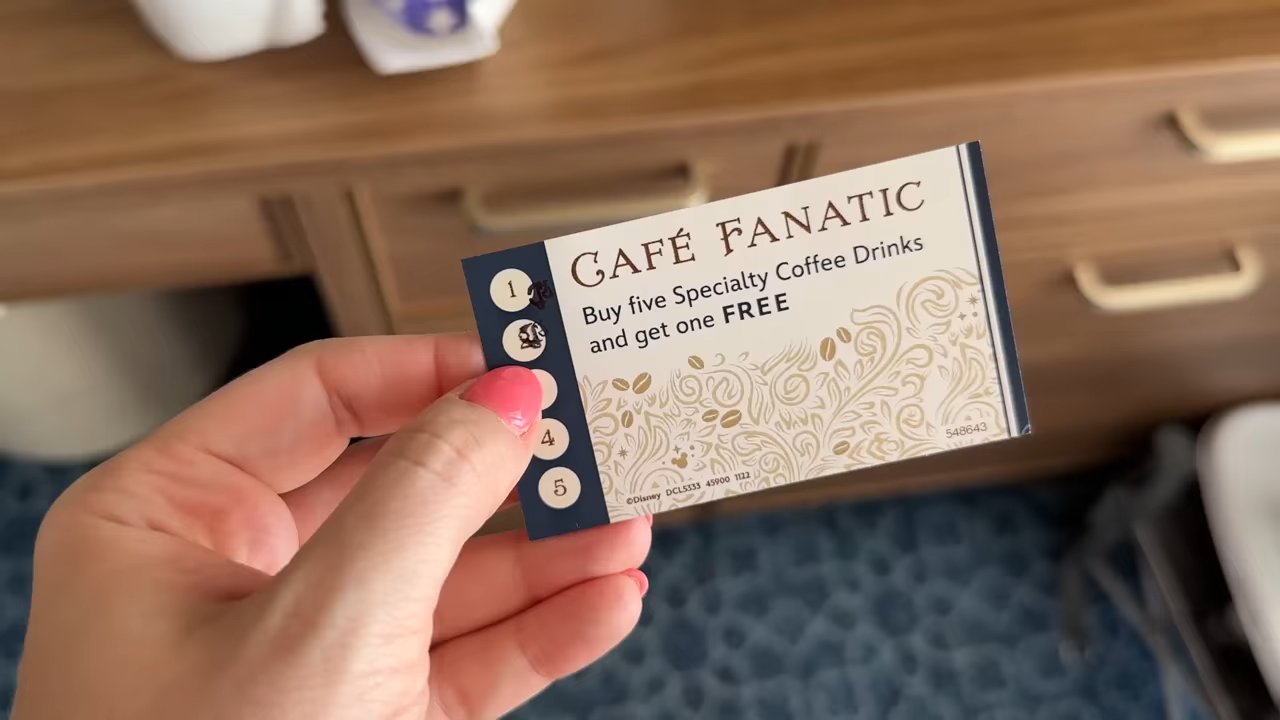 CAFÉ FANATIC
Buy five Specialty Coffee Drinks
and get one FREE
1
2
4
5
548643
©Disney DCL5333 45900 1122